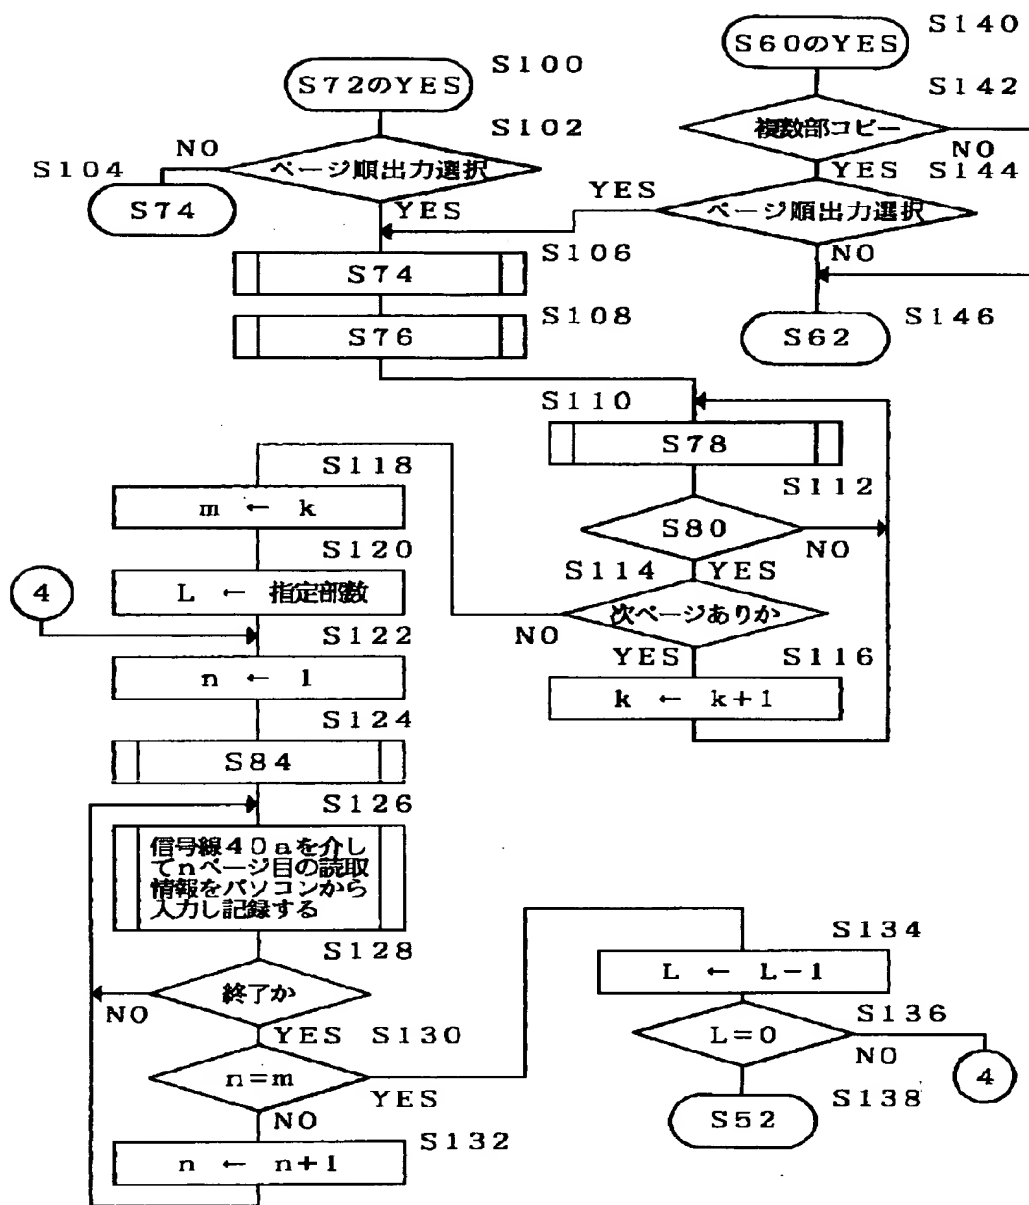 S100
S72のYES
S102
ページ順出力選択
NO
S104
S74
YES
S140
S60のYES
S142
複数部コピー
NO
YES
S144
ページ順出力選択
YES
NO
S146
S62
S106
S74
S108
S76
S110
S78
S112
S80
NO
YES
S114
次ページありか
NO
YES
S116
k ← k+1
S118
m ← k
S120
L ← 指定部数
4
S122
n ← 1
S124
S84
S126
信号線40aを介し
てnページ目の読取
情報をパソコンから
入力し記録する
S128
終了か
NO
YES
S130
n=m
YES
NO
S132
n ← n+1
S134
L ← L-1
S136
L=0
NO
4
S138
S52